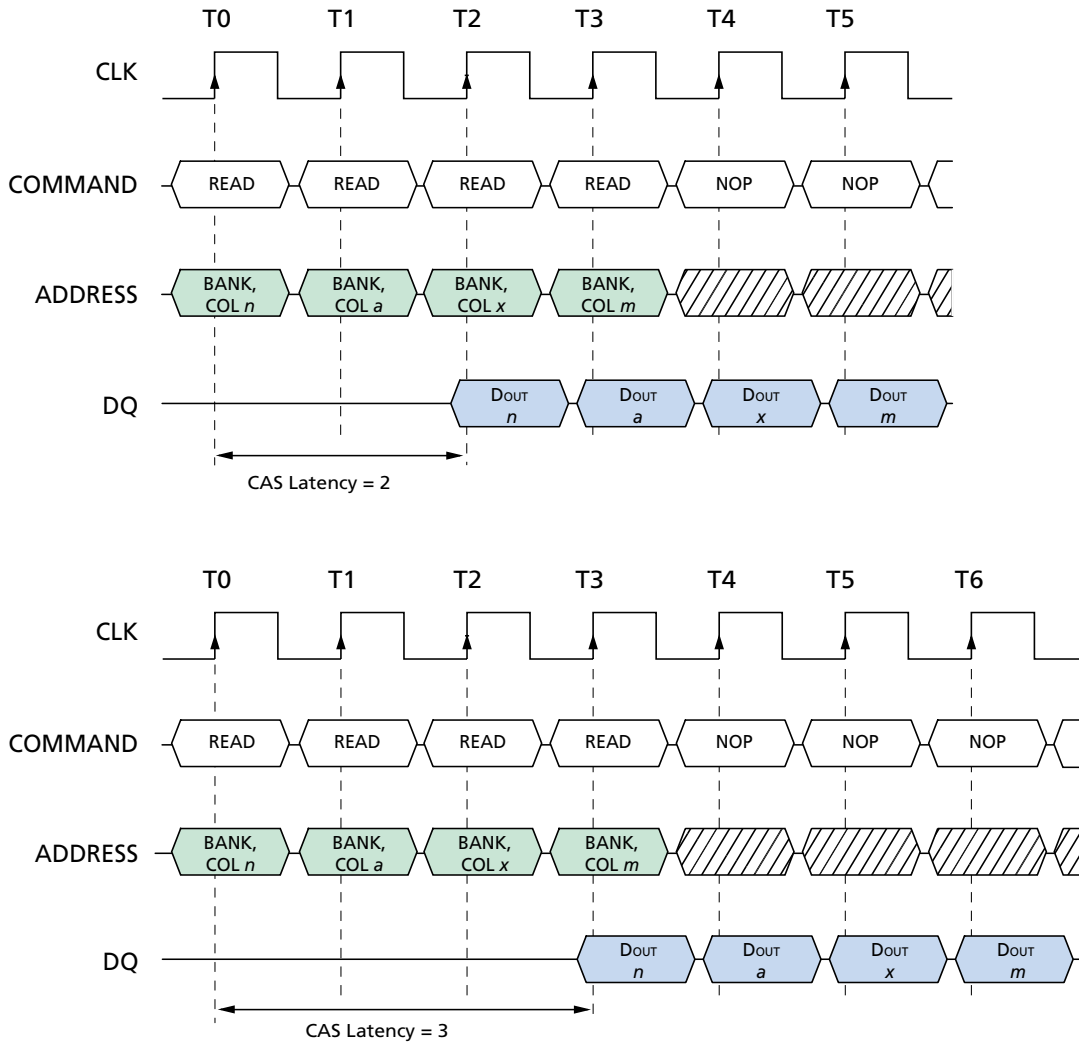 T0 T1 T2 T3 T4 T5
CLK
COMMAND READ READ READ READ NOP NOP
ADDRESS BANK, COL n BANK, COL a BANK, COL x BANK, COL m
DQ DOUT n DOUT a DOUT x DOUT m
CAS Latency = 2
T0 T1 T2 T3 T4 T5 T6
CLK
COMMAND READ READ READ READ NOP NOP NOP
ADDRESS BANK, COL n BANK, COL a BANK, COL x BANK, COL m
DQ DOUT n DOUT a DOUT x DOUT m
CAS Latency = 3